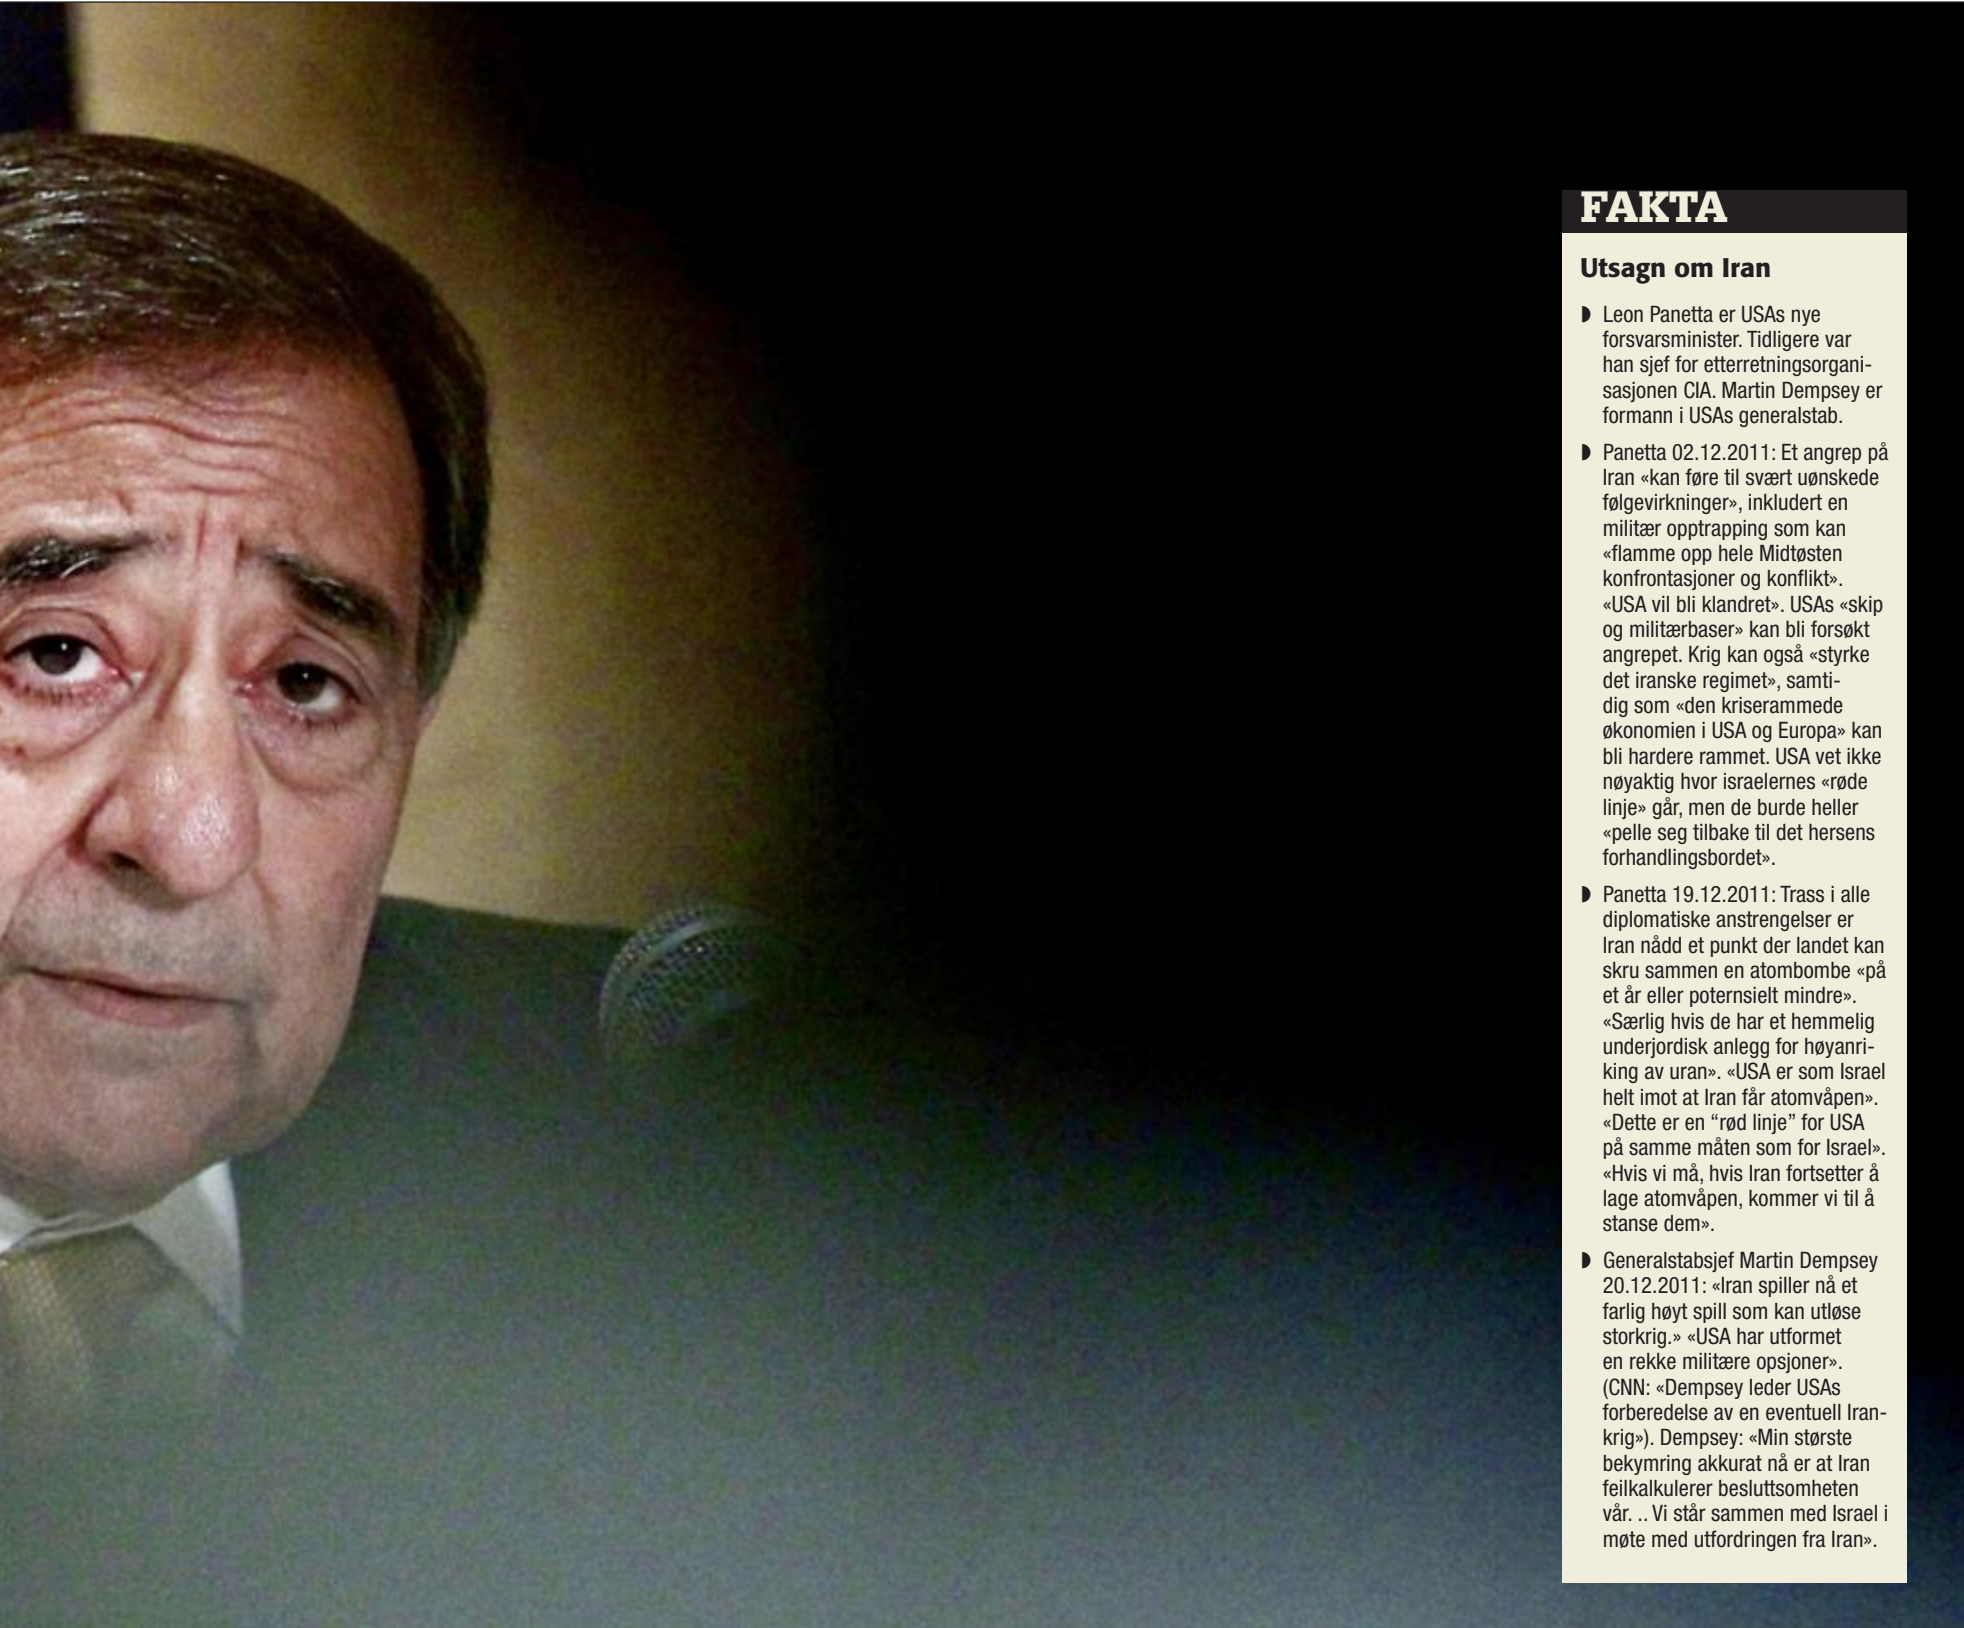 FAKTA
Utsagn om Iran
◗ Leon Panetta er USAs nye
forsvarsminister. Tidligere var
han sjef for etterretningsorgani-
sasjonen CIA. Martin Dempsey er
formann i USAs generalstab.
◗ Panetta 02.12.2011: Et angrep på
Iran «kan føre til svært uønskede
følgevirkninger», inkludert en
militær opptrapping som kan
«flamme opp hele Midtøsten
konfrontasjoner og konflikt».
«USA vil bli klandret». USAs «skip
og militærbaser» kan bli forsøkt
angrepet. Krig kan også «styrke
det iranske regimet», samti-
dig som «den kriserammede
økonomien i USA og Europa» kan
bli hardere rammet. USA vet ikke
nøyaktig hvor israelernes «røde
linje» går, men de burde heller
«pelle seg tilbake til det hersens
forhandlingsbordet».
◗ Panetta 19.12.2011: Trass i alle
diplomatiske anstrengelser er
Iran nådd et punkt der landet kan
skru sammen en atombombe «på
et år eller poternsielt mindre».
«Særlig hvis de har et hemmelig
underjordisk anlegg for høyanri-
king av uran». «USA er som Israel
helt imot at Iran får atomvåpen».
«Dette er en “rød linje” for USA
på samme måten som for Israel».
«Hvis vi må, hvis Iran fortsetter å
lage atomvåpen, kommer vi til å
stanse dem».
◗ Generalstabsjef Martin Dempsey
20.12.2011: «Iran spiller nå et
farlig høyt spill som kan utløse
storkrig.» «USA har utformet
en rekke militære opsjoner».
(CNN: «Dempsey leder USAs
forberedelse av en eventuell Iran-
krig»). Dempsey: «Min største
bekymring akkurat nå er at Iran
feilkalkulerer besluttsomheten
vår. .. Vi står sammen med Israel i
møte med utfordringen fra Iran».